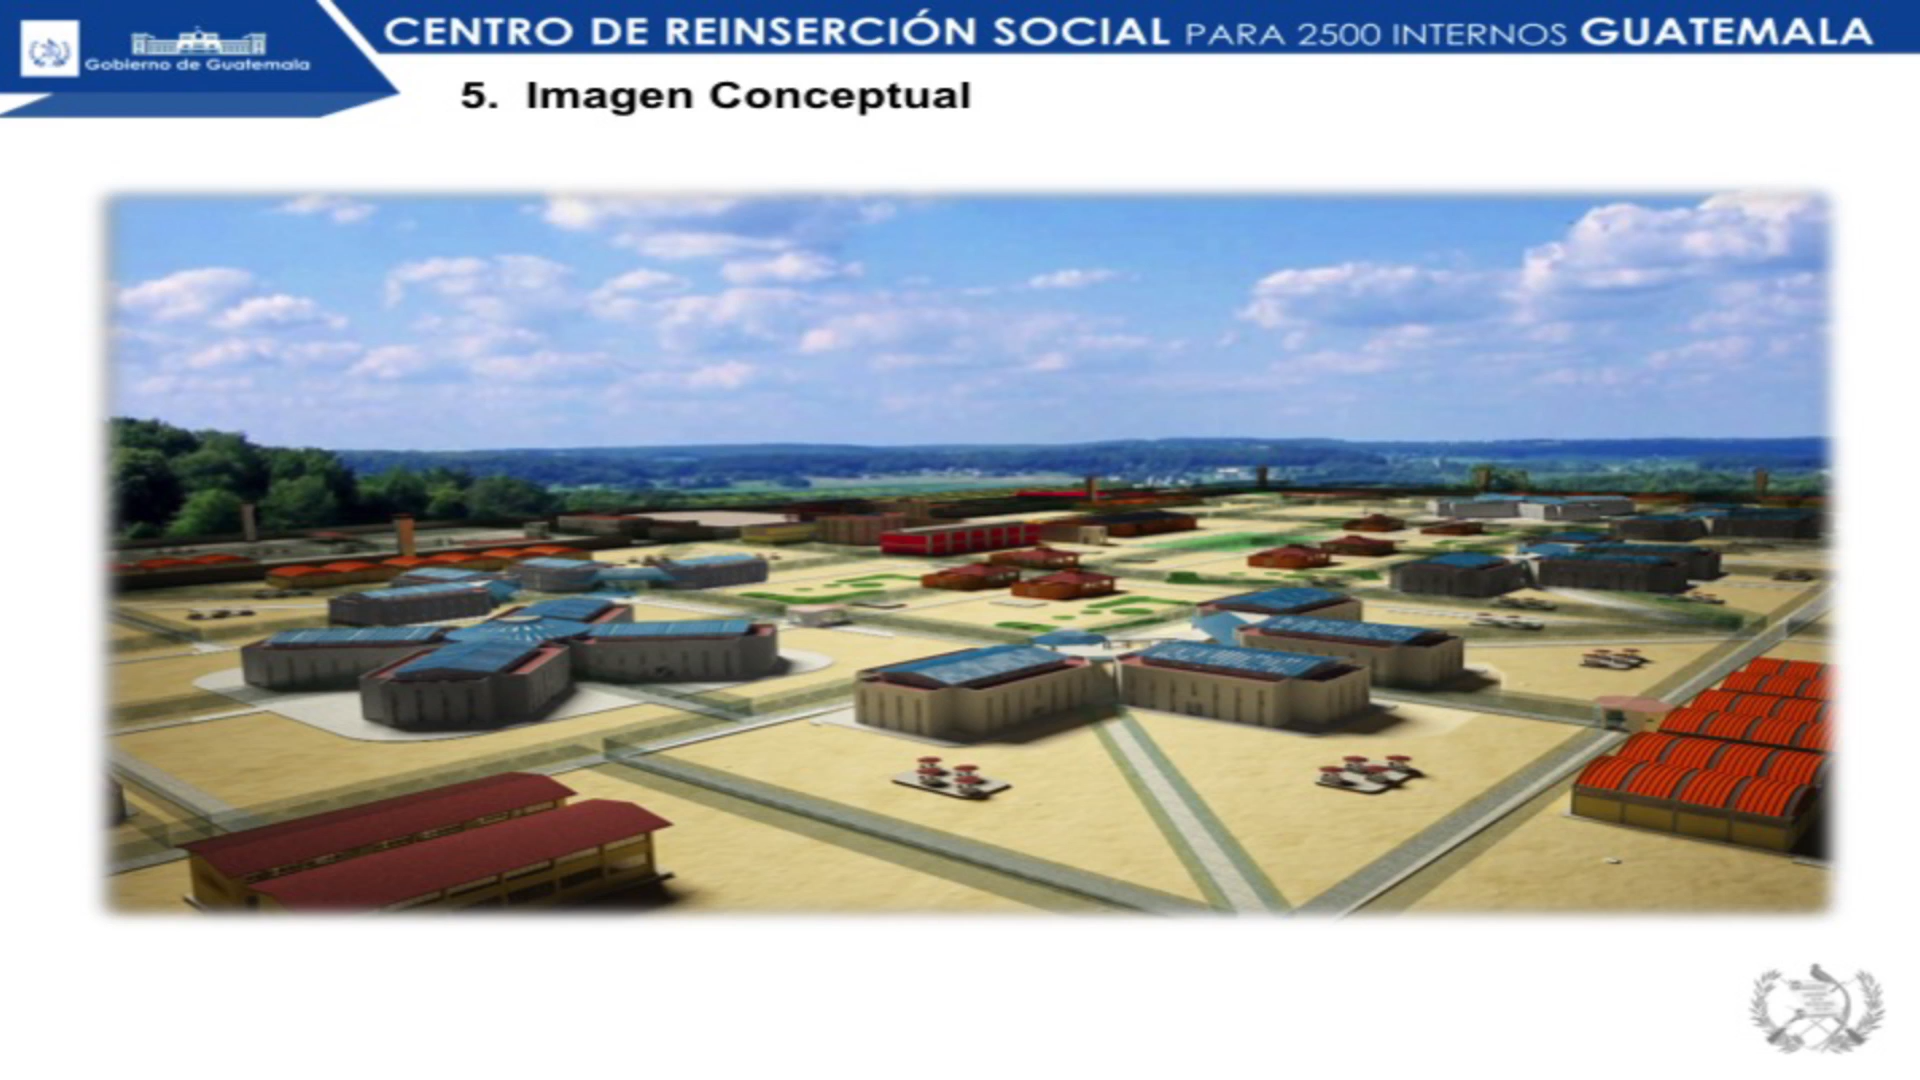 Gobierno de Guatemala
CENTRO DE REINSERCIÓN SOCIAL PARA 2500 INTERNOS GUATEMALA
5. Imagen Conceptual